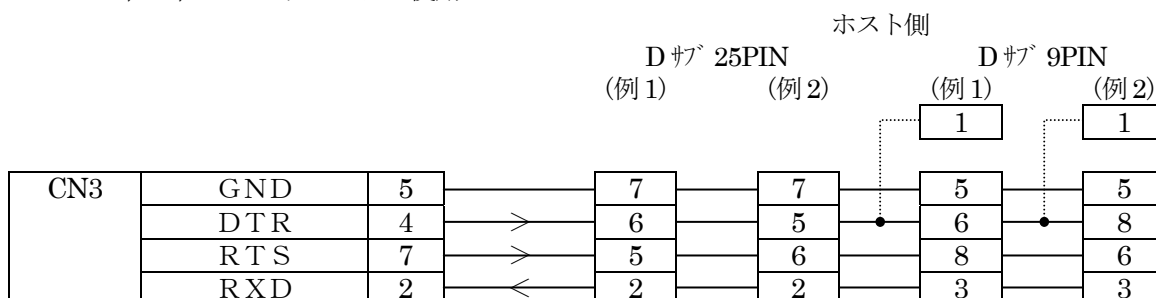 ホスト側
Dサブ 25PIN Dサブ 9PIN
(例1) (例2) (例1) (例2)
1 1
CN3 GND 5 7 7 5 5
DTR 4 6 5 6 8
RTS 7 5 6 8 6
RXD 2 2 2 3 3